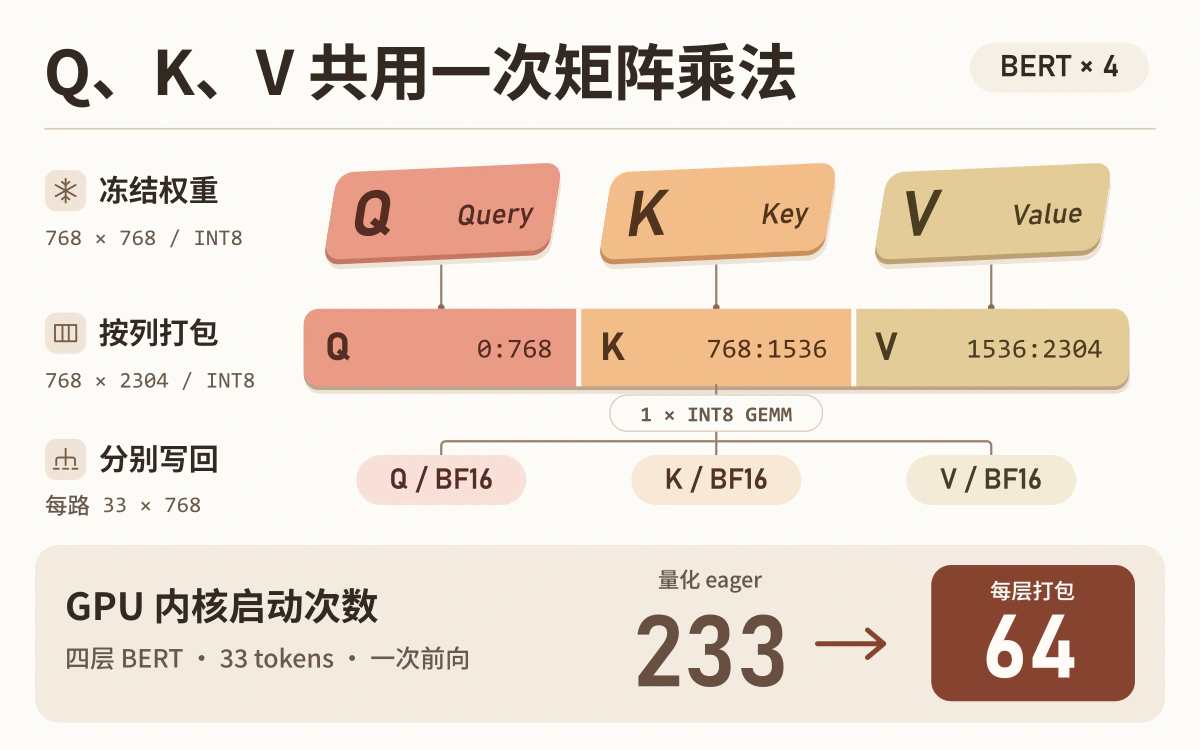 Q、K、V 共用一次矩阵乘法
BERT × 4
冻结权重
768 × 768 / INT8
Q Query
K Key
V Value
按列打包
768 × 2304 / INT8
Q 0:768
K 768:1536
V 1536:2304
1 × INT8 GEMM
分别写回
每路 33 × 768
Q / BF16
K / BF16
V / BF16
GPU 内核启动次数
四层 BERT · 33 tokens · 一次前向
量化 eager
233
每层打包
64